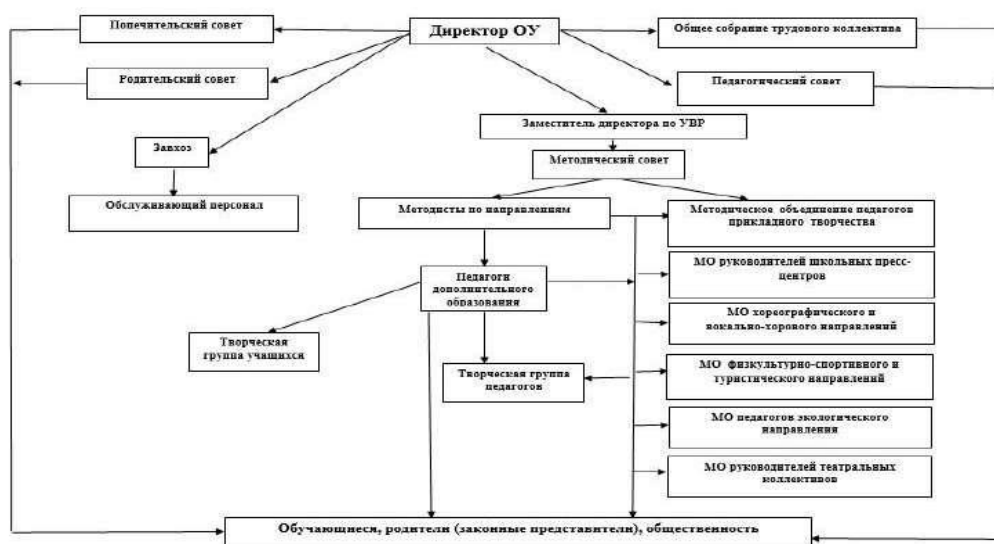 Попечительский совет
Директор ОУ
Общее собрание трудового коллектива
Родительский совет
Педагогический совет
Заместитель директора по УВР
Завхоз
Методический совет
Обслуживающий персонал
Методисты по направлениям
Методическое объединение педагогов
прикладного творчества
МО руководителей школьных пресс-
центров
Педагоги
дополнительного
образования
МО хореографического и
вокально-хорового направлений
Творческая
группа учащихся
МО физкультурно-спортивного и
туристического направлений
Творческая группа
педагогов
МО педагогов экологического
направления
МО руководителей театральных
коллективов
Обучающиеся, родители (законные представители), общественность